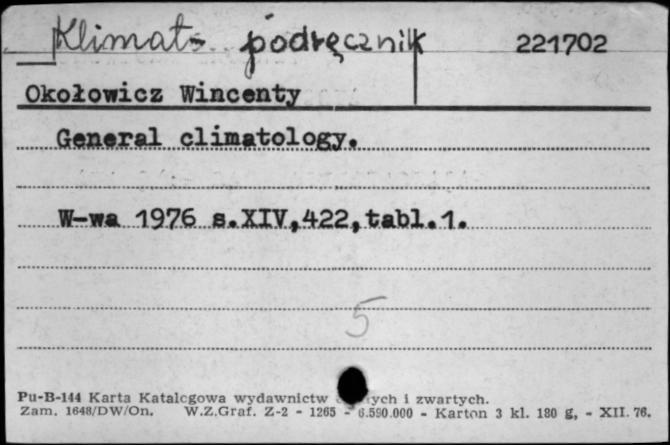 Klimat - podręcznik 221702
Okołowicz Wincenty
General climatology.
W-wa 1976 s.XIV,422,tabl.1.
5
Pu-B-144 Karta Katalogowa wydawnictw i zwartych.
Zam. 1648/DW/On. W.Z.Graf. Z-2 - 1265 - 6.590.000 - Karton 3 kl. 180 g, - XII. 76.